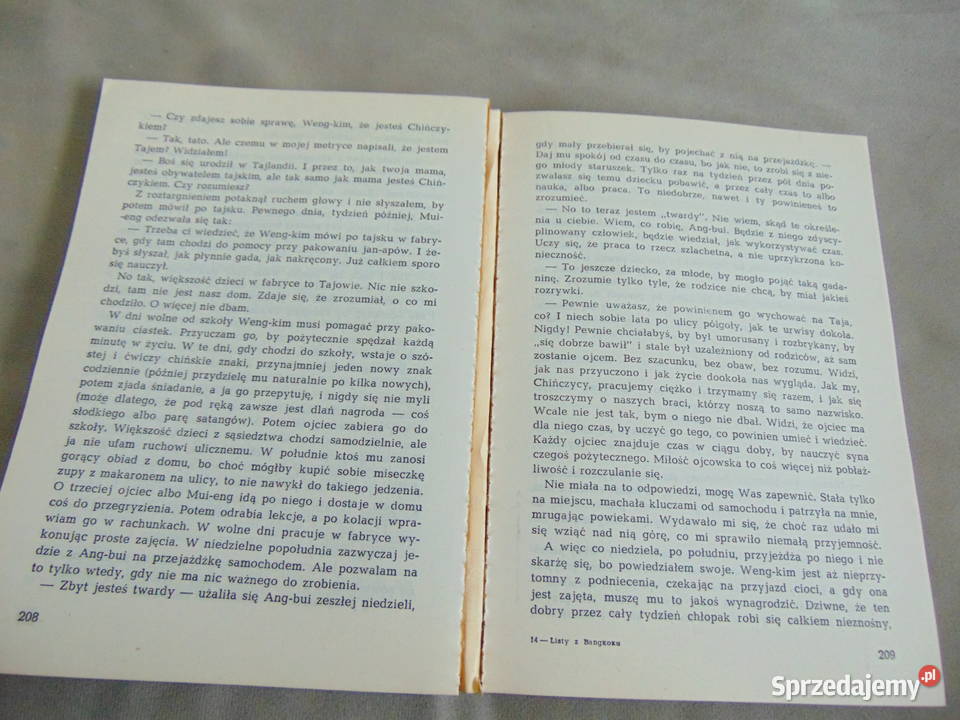 — Czy zdajesz sobie sprawę, Weng-kim, że jesteś Chińczy-
kiem?
— Tak, tato. Ale czemu w mojej metryce napisali, że jestem
Tajem? Widziałem!
— Boś się urodził w Tajlandii. I przez to, jak twoja mama,
jesteś obywatelem tajskim, ale tak samo jak mama jesteś Chiń-
czykiem. Czy rozumiesz?
Z roztargnieniem potaknął ruchem głowy i nie słyszałem, by
potem mówił po tajsku. Pewnego dnia, tydzień później, Mui-
-eng odezwała się tak:
— Trzeba ci wiedzieć, że Weng-kim mówi po tajsku w fabry-
ce, gdy tam chodzi do pomocy przy pakowaniu jan-apów. I że-
byś słyszał, jak płynnie gada, jak nakręcony. Już całkiem sporo
się nauczył.
No tak, większość dzieci w fabryce to Tajowie. Nic nie szko-
dzi, tam nie jest nasz dom. Zdaje się, że zrozumiał, o co mi
chodziło. O więcej nie dbam.
W dni wolne od szkoły Weng-kim musi pomagać przy pako-
waniu ciastek. Przyuczam go, by pożytecznie spędzał każdą
minutę w życiu. W te dni, gdy chodzi do szkoły, wstaje o szó-
stej i ćwiczy chińskie znaki, przynajmniej jeden nowy znak
codziennie (później przydzielę mu naturalnie po kilka nowych),
potem zjada śniadanie, a ja go przepytuję, i nigdy się nie myli
(może dlatego, że pod ręką zawsze jest dlań nagroda — coś
słodkiego albo parę satangów). Potem ojciec zabiera go do
szkoły. Większość dzieci z sąsiedztwa chodzi samodzielnie, ale
ja nie ufam ruchowi ulicznemu. W południe ktoś mu zanosi
gorący obiad z domu, bo choć mógłby kupić sobie miseczkę
zupy z makaronem na ulicy, to nie nawykł do takiego jedzenia.
O trzeciej ojciec albo Mui-eng idą po niego i dostaje w domu
coś do przegryzienia. Potem odrabia lekcje, a po kolacji wpra-
wiam go w rachunkach. W wolne dni pracuje w fabryce wy-
konując proste zajęcia. W niedzielne popołudnia zazwyczaj je-
dzie z Ang-bui na przejażdżkę samochodem. Ale pozwalam na
to tylko wtedy, gdy nie ma nic ważnego do zrobienia.
— Zbyt jesteś twardy — użaliła się Ang-bui zeszłej niedzieli,
208
gdy mały przebierał się, by pojechać z nią na przejażdżkę. —
Daj mu spokój od czasu do czasu, bo jak nie, to zrobi się z nie-
go młody staruszek. Tylko raz na tydzień przez pół dnia po-
zwalasz się temu dziecku pobawić, a przez cały czas to albo
nauka, albo praca. To niedobrze, nawet i ty powinieneś to
zrozumieć.
— No to teraz jestem „twardy". Nie wiem, skąd te określe-
nia u ciebie. Wiem, co robię, Ang-bui. Będzie z niego zdyscy-
plinowany człowiek, będzie wiedział, jak wykorzystywać czas.
Uczy się, że praca to rzecz szlachetna, a nie uprzykrzona ko-
nieczność.
— To jeszcze dziecko, za młode, by mogło pojąć taką gada-
ninę. Zrozumie tylko tyle, że rodzice nie chcą, by miał jakieś
rozrywki.
— Pewnie uważasz, że powinienem go wychować na Taja,
co? I niech sobie lata po ulicy półgoły, jak te urwisy dokoła.
Nigdy! Pewnie chciałabyś, by był umorusany i rozbrykany, by
„się dobrze bawił" i stale był uzależniony od rodziców, aż sam
zostanie ojcem. Bez szacunku, bez obaw, bez rozumu. Widzi,
jak nas przyuczono i jak życie dookoła nas wygląda. Jak my,
Chińczycy, pracujemy ciężko i trzymamy się razem, i jak się
troszczymy o naszych braci, którzy noszą to samo nazwisko.
Wcale nie jest tak, bym o niego nie dbał. Widzi, że ojciec ma
dla niego czas, by uczyć go tego, co powinien umieć i wiedzieć.
Każdy ojciec znajduje czas w ciągu doby, by nauczyć syna
czegoś pożytecznego. Miłość ojcowska to coś więcej niż pobłaż-
liwość i rozczulanie się.
Nie miała na to odpowiedzi, mogę Was zapewnić. Stała tylko
na miejscu, machała kluczami od samochodu i patrzyła na mnie,
mrugając powiekami. Wydawało mi się, że choć raz udało mi
się wziąć nad nią górę, co mi sprawiło niemałą przyjemność.
A więc co niedziela, po południu, przyjeżdża po niego i nie
skarżę się, bo powiedziałem swoje. Weng-kim jest aż nieprzy-
tomny z podniecenia, czekając na przyjazd cioci, a gdy ona
jest zajęta, muszę mu to jakoś wynagrodzić. Dziwne, że ten
dobry przez cały tydzień chłopak robi się całkiem nieznośny,
14 — Listy z Bangkoku
209
Sprzedajemy.pl